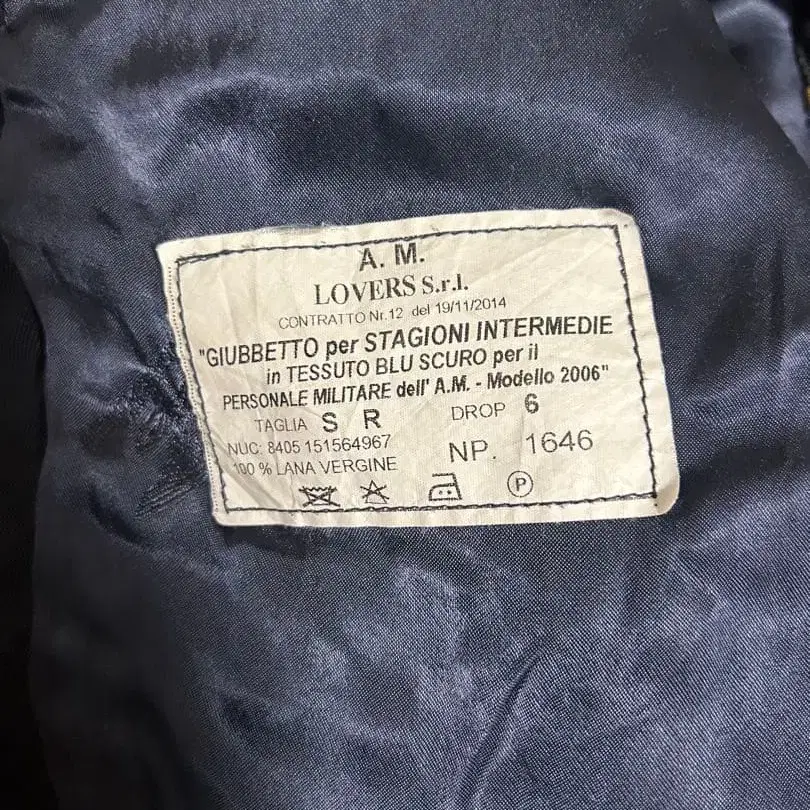 A. M.
LOVERS S.r.l.
CONTRATTO Nr.12 del 19/11/2014
"GIUBBETTO per STAGIONI INTERMEDIE
in TESSUTO BLU SCURO per il
PERSONALE MILITARE dell' A.M. - Modello 2006"
TAGLIA S R DROP 6
NUC: 8405 151564967
NP. 1646
100 % LANA VERGINE
P